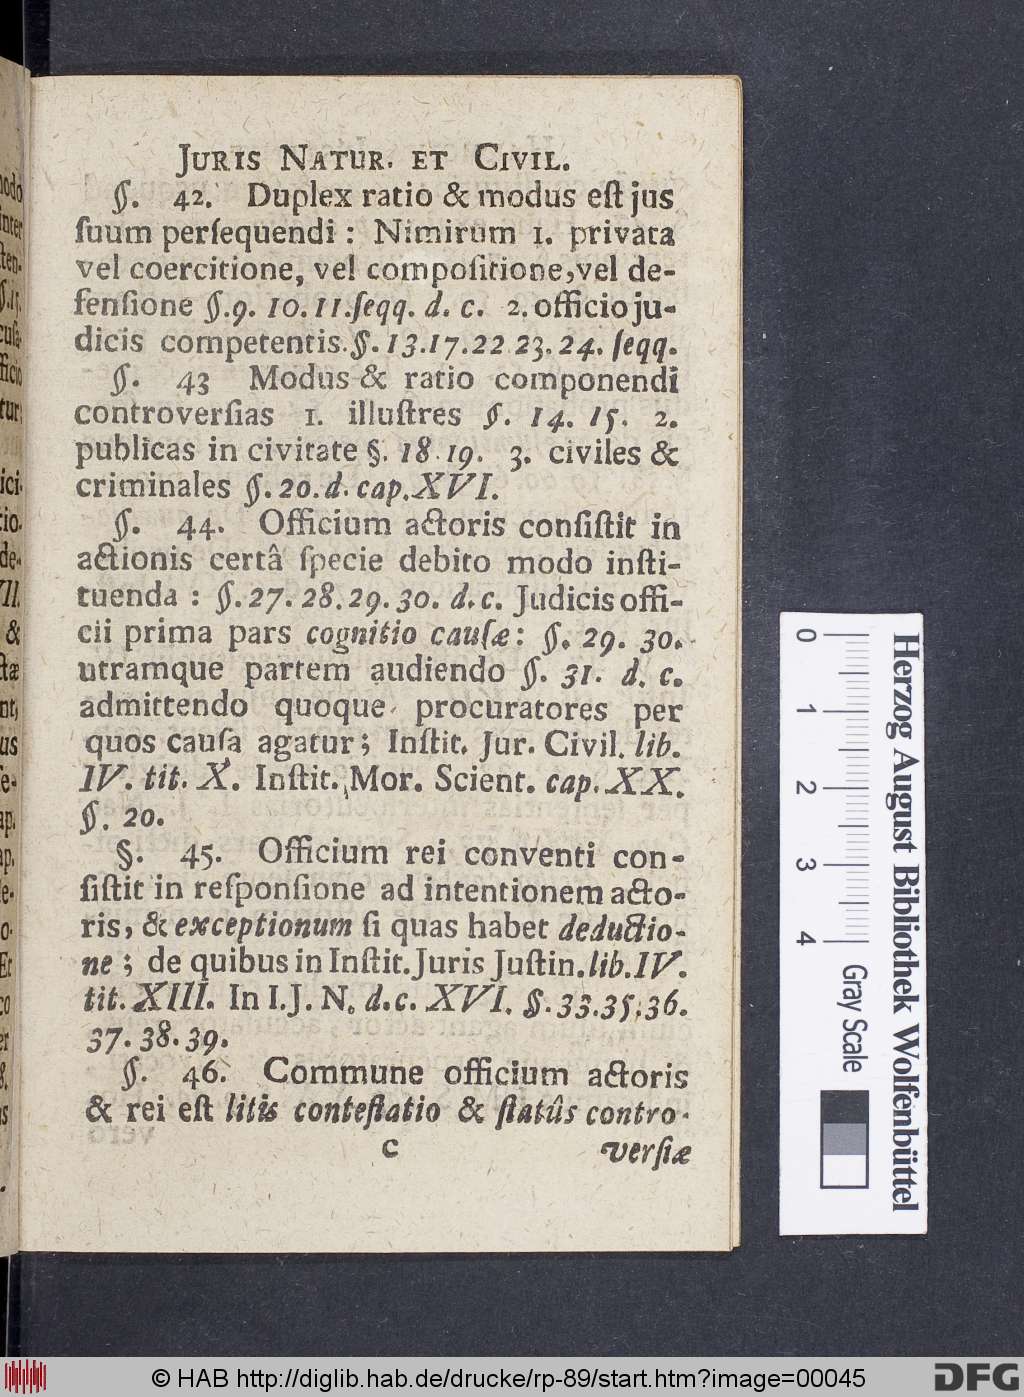 JURIS NATUR. ET CIVIL.
§. 42. Duplex ratio & modus eſt jus
ſuum perſequendi : Nimirum 1. privata
vel coercitione, vel compoſitione, vel de-
fenſione §. 9. 10. 11. ſeqq. d. c. 2. officio ju-
dicis competentis. §. 13. 17. 22 23. 24. ſeqq.
§. 43 Modus & ratio componendi
controverſias 1. illuſtres §. 14. 15. 2.
publicas in civitate §. 18. 19. 3. civiles &
criminales §. 20. d. cap. XVI.
§. 44. Officium actoris conſiſtit in
actionis certâ ſpecie debito modo inſti-
tuenda : §. 27. 28. 29. 30. d. c. Judicis offi-
cii prima pars cognitio cauſæ : §. 29. 30.
utramque partem audiendo §. 31. d. c.
admittendo quoque procuratores per
quos cauſa agatur ; Inſtit. Jur. Civil. lib.
IV. tit. X. Inſtit. Mor. Scient. cap. XX.
§. 20.
§. 45. Officium rei conventi con-
ſiſtit in reſponſione ad intentionem acto-
ris, & exceptionum ſi quas habet deductio-
ne ; de quibus in Inſtit. Juris Juſtin. lib. IV.
tit. XIII. In I. J. N. d. c. XVI. §. 33. 35. 36.
37. 38. 39.
§. 46. Commune officium actoris
& rei eſt litis conteſtatio & ſtatûs contro-
c verſiæ
0 1 2 3 4
Gray Scale
Herzog August Bibliothek Wolfenbüttel
© HAB http://diglib.hab.de/drucke/rp-89/start.htm?image=00045
DFG